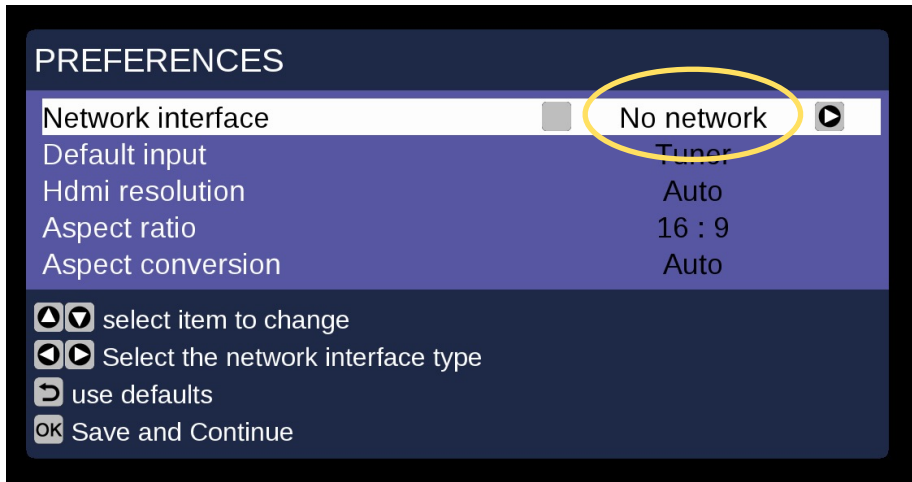 PREFERENCES
Network interface No network
Default input Tuner
Hdmi resolution Auto
Aspect ratio 16 : 9
Aspect conversion Auto
select item to change
Select the network interface type
use defaults
OK Save and Continue